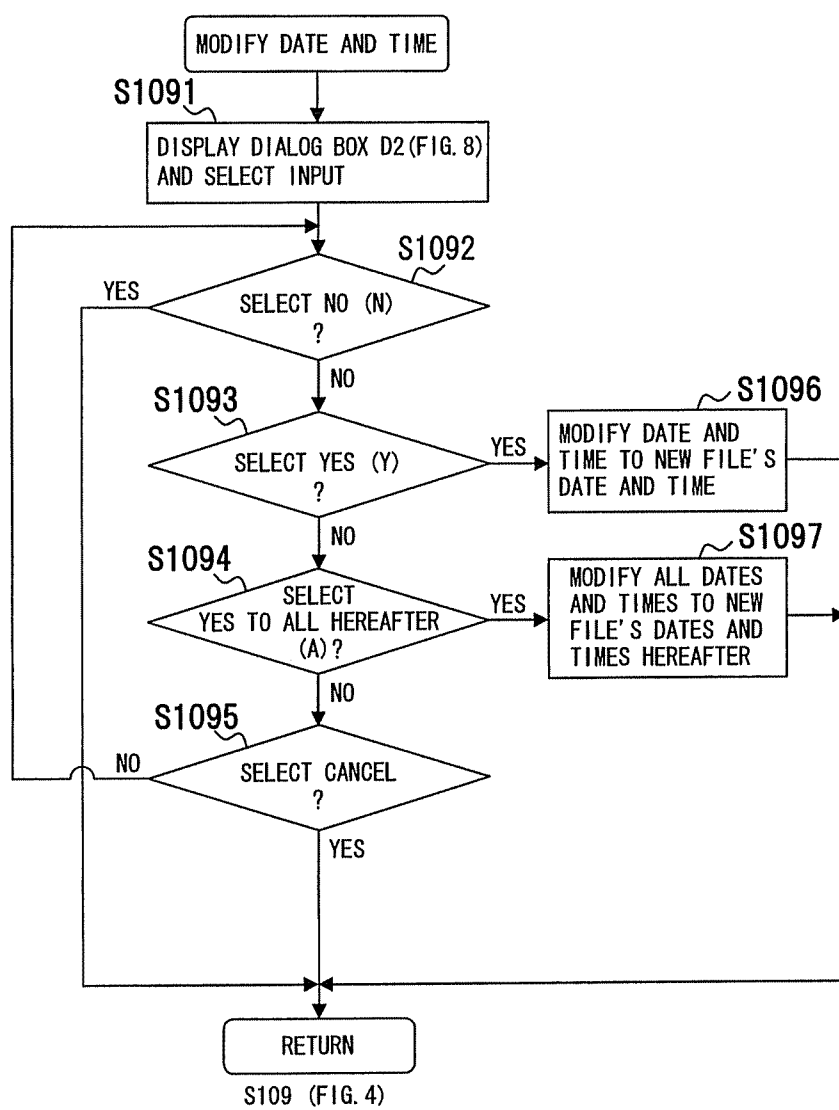 MODIFY DATE AND TIME
S1091
DISPLAY DIALOG BOX D2(FIG.8)
AND SELECT INPUT
S1092
YES
SELECT NO (N)
?
NO
S1093
SELECT YES (Y)
?
YES
S1096
MODIFY DATE AND
TIME TO NEW FILE'S
DATE AND TIME
NO
S1094
SELECT
YES TO ALL HEREAFTER
(A)?
YES
S1097
MODIFY ALL DATES
AND TIMES TO NEW
FILE'S DATES AND
TIMES HEREAFTER
NO
S1095
NO
SELECT CANCEL
?
YES
RETURN
S109 (FIG.4)